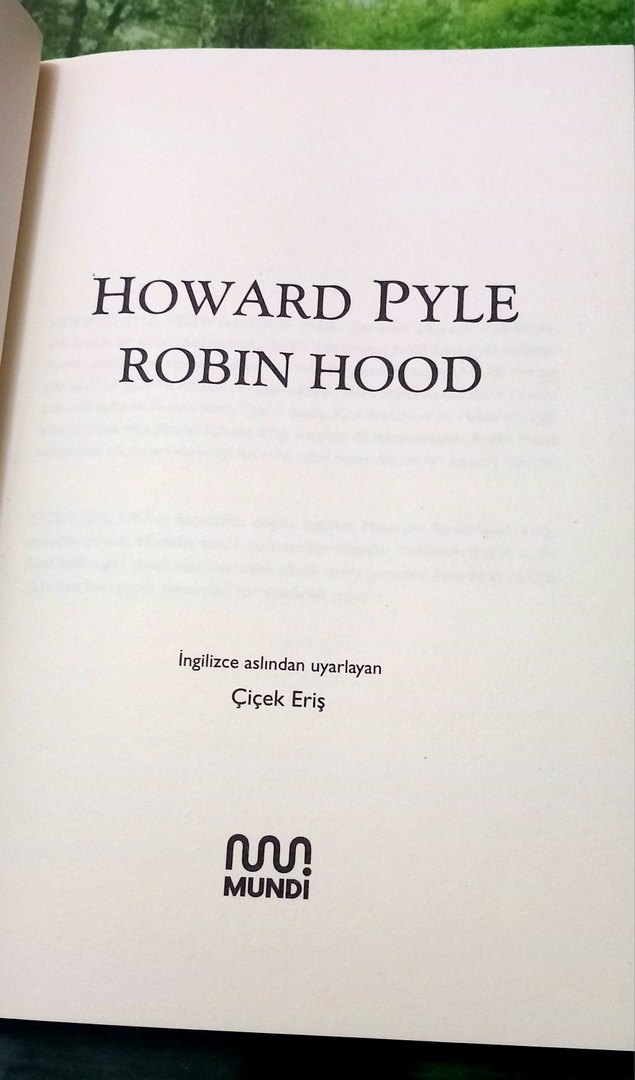 HOWARD PYLE
ROBIN HOOD
İngilizce aslından uyarlayan
Çiçek Eriş
MUNDİ